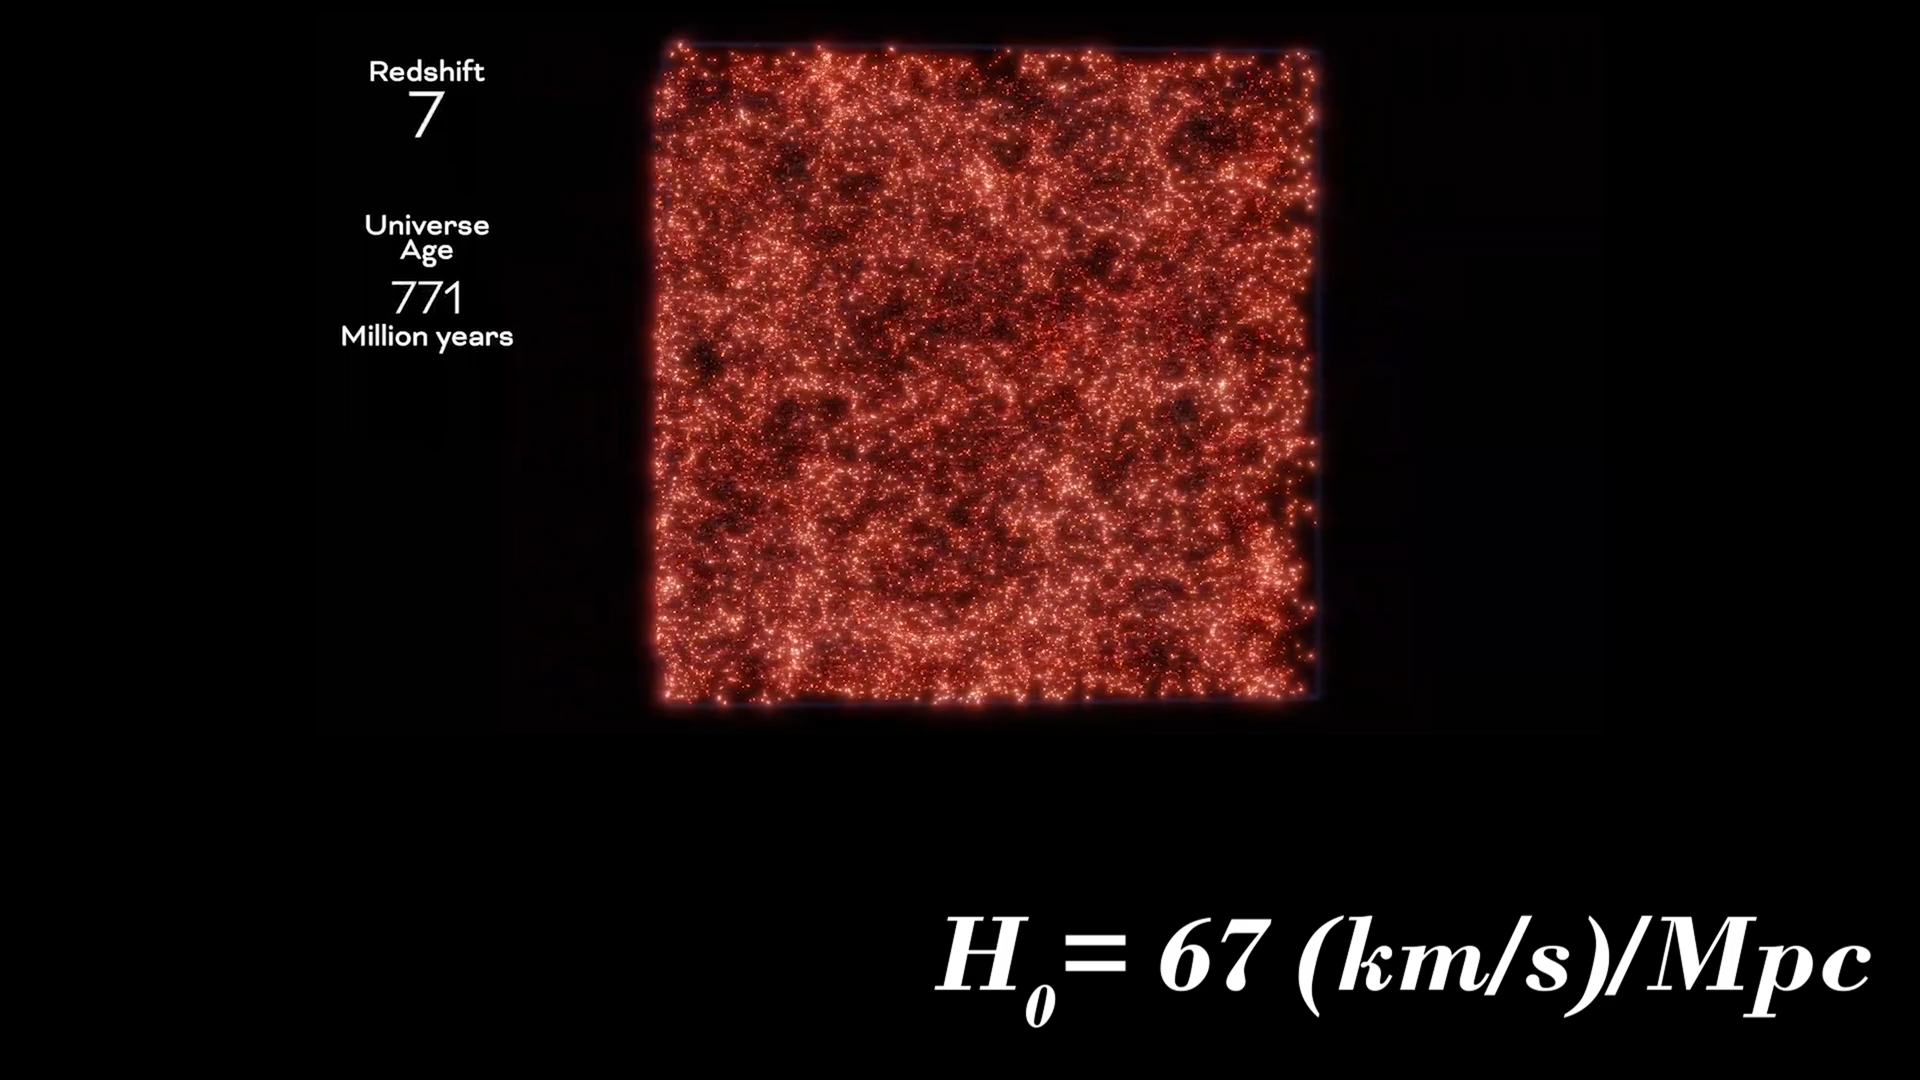 Redshift
7
Universe
Age
771
Million years
H₀= 67 (km/s)/Mpc